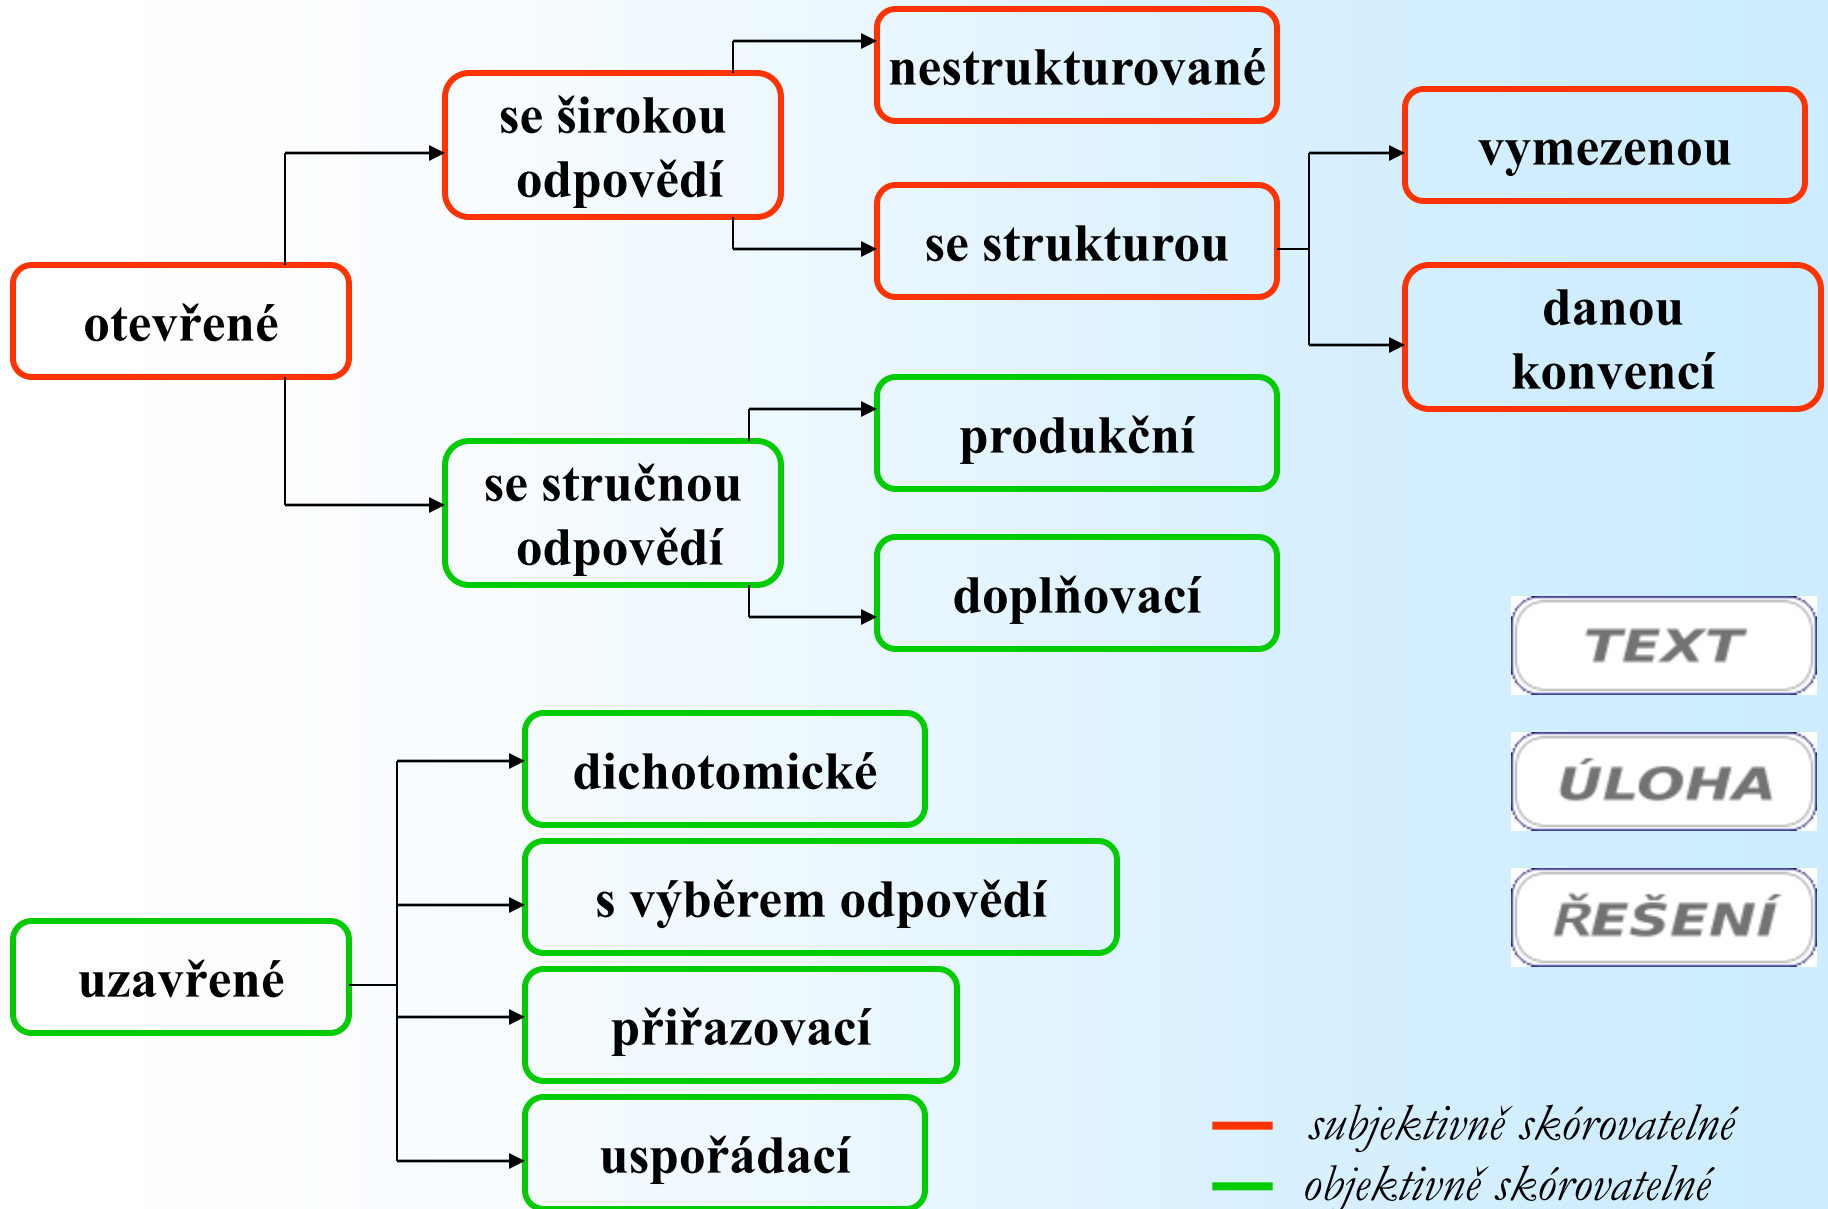 otevřené
se širokou
odpovědí
nestrukturované
se strukturou
vymezenou
danou
konvencí
se stručnou
odpovědí
produkční
doplňovací
uzavřené
dichotomické
s výběrem odpovědí
přiřazovací
uspořádací
TEXT
ÚLOHA
ŘEŠENÍ
subjektivně skórovatelné
objektivně skórovatelné